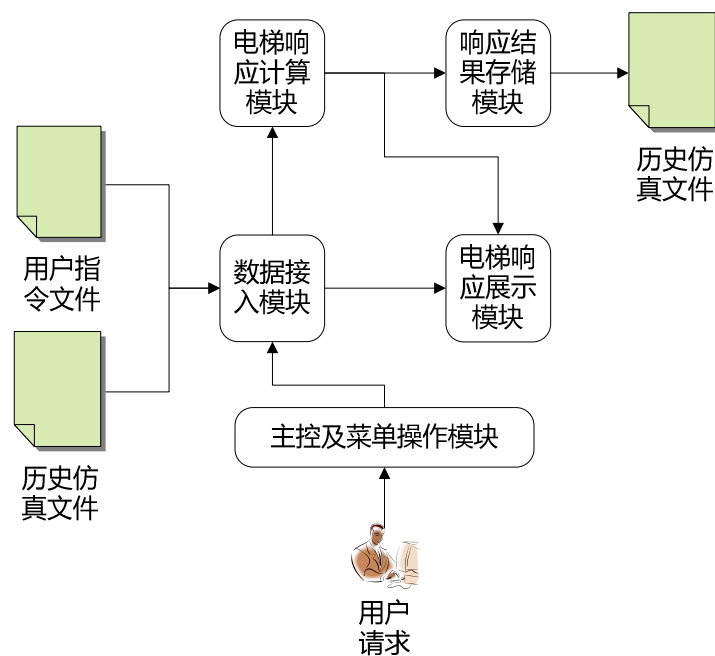 电梯响
应计算
模块
响应结
果存储
模块
历史仿
真文件
用户指
令文件
数据接
入模块
电梯响
应展示
模块
历史仿
真文件
主控及菜单操作模块
用户
请求